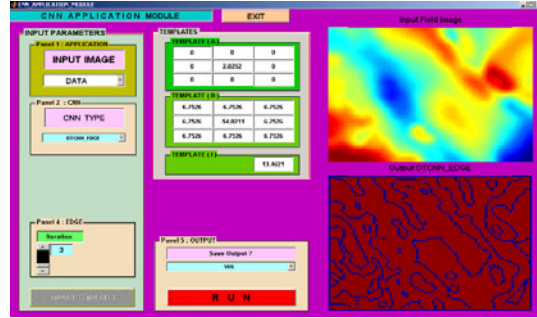 CNN_APPLICATION_MODULE
CNN APPLICATION MODULE
EXIT
INPUT PARAMETERS
Panel 1 : APPLICATION
INPUT IMAGE
DATA
Panel 2 : CNN
CNN TYPE
DTCNN_EDGE
Panel 4 : EDGE
Iteration
3
TEMPLATES
TEMPLATE ( A )
0 0 0
0 2.8252 0
0 0 0
TEMPLATE ( B )
6.7526 6.7526 6.7526
6.7526 -54.0211 6.7526
6.7526 6.7526 6.7526
TEMPLATE ( I )
13.4621
Panel 5 : OUTPUT
Save Output ?
YES
R U N
Input Field Image
Output DTCNN_EDGE